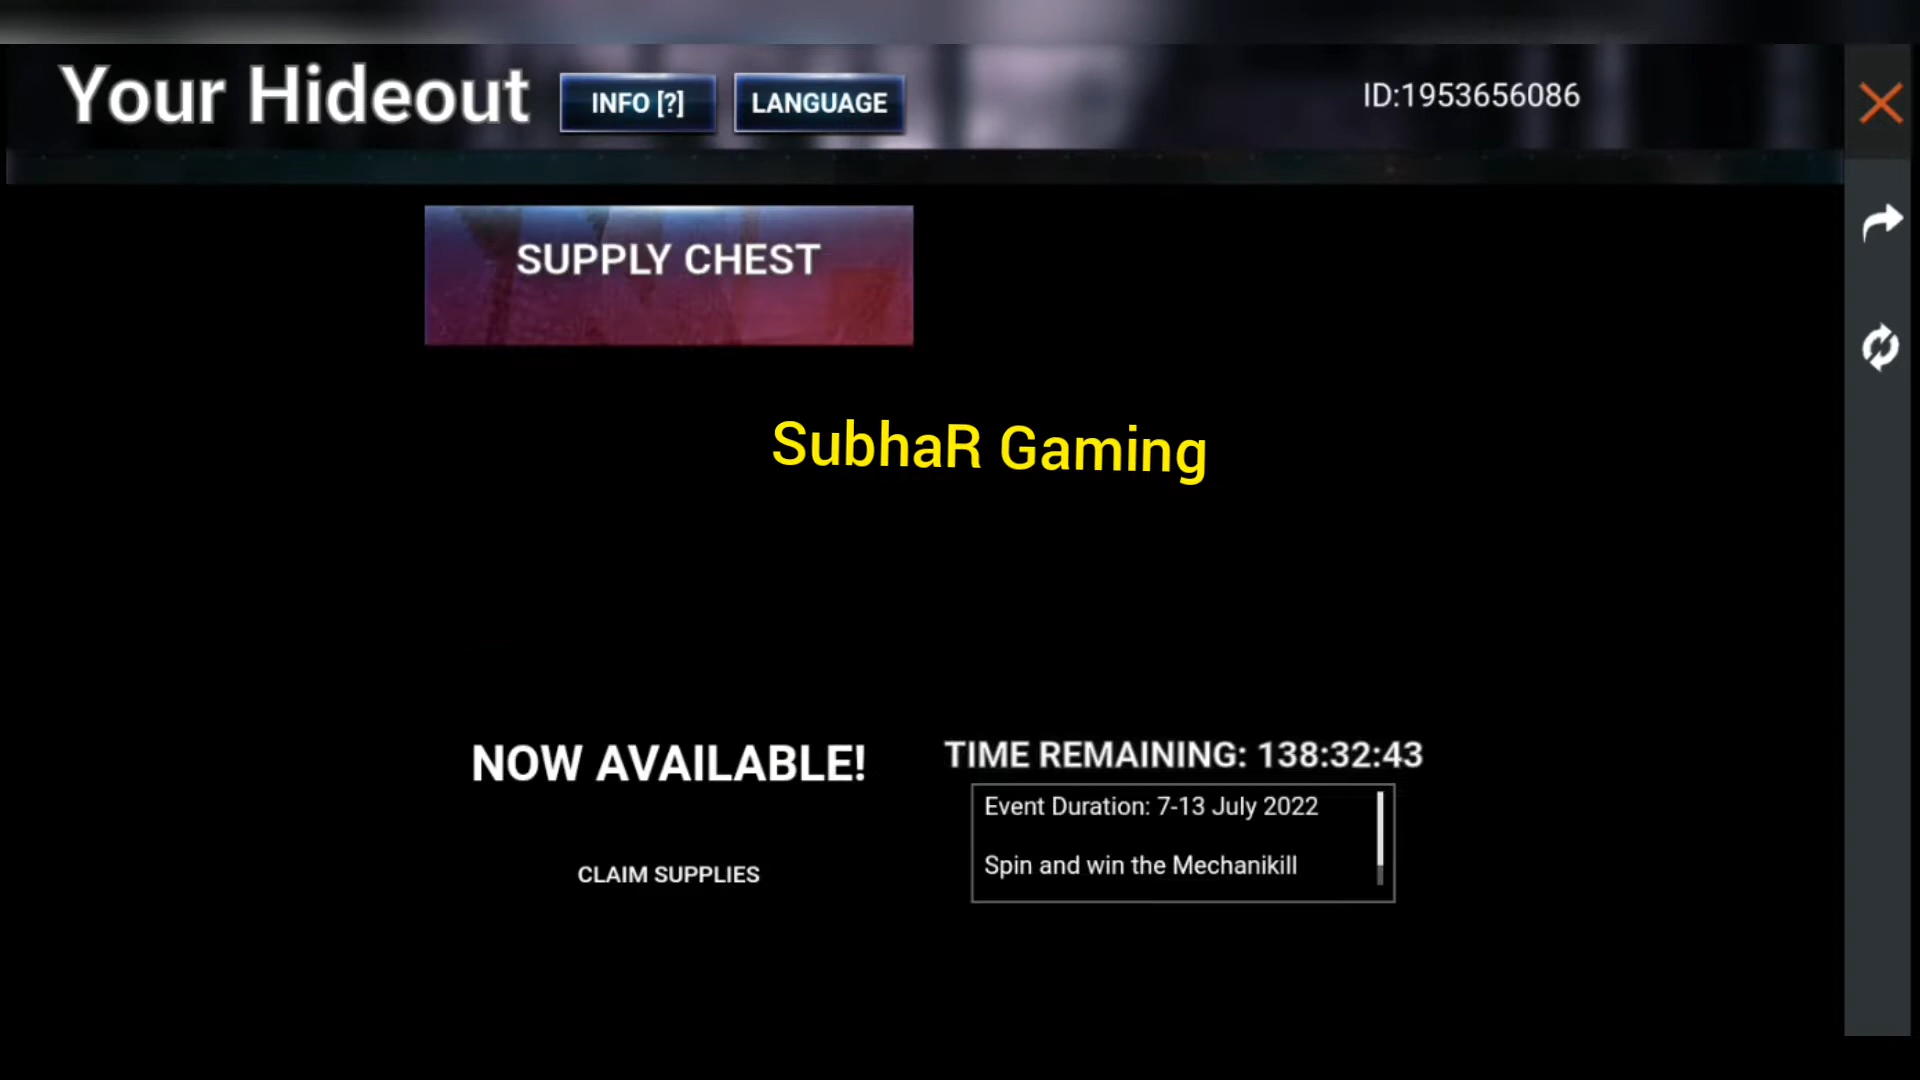 Your Hideout
INFO [?]
LANGUAGE
ID:1953656086
SUPPLY CHEST
SubhaR Gaming
NOW AVAILABLE!
TIME REMAINING: 138:32:43
Event Duration: 7-13 July 2022
Spin and win the Mechanikill
CLAIM SUPPLIES